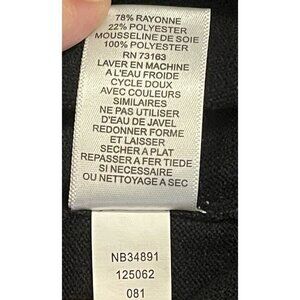 78% RAYONNE
22% POLYESTER
MOUSSELINE DE SOIE
100% POLYESTER
RN 73163
LAVER EN MACHINE
A L'EAU FROIDE
CYCLE DOUX
AVEC COULEURS
SIMILAIRES
NE PAS UTILISER
D'EAU DE JAVEL
REDONNER FORME
ET LAISSER
SECHER A PLAT
REPASSER A FER TIEDE
SI NECESSAIRE
OU NETTOYAGE A SEC
NB34891
125062
081